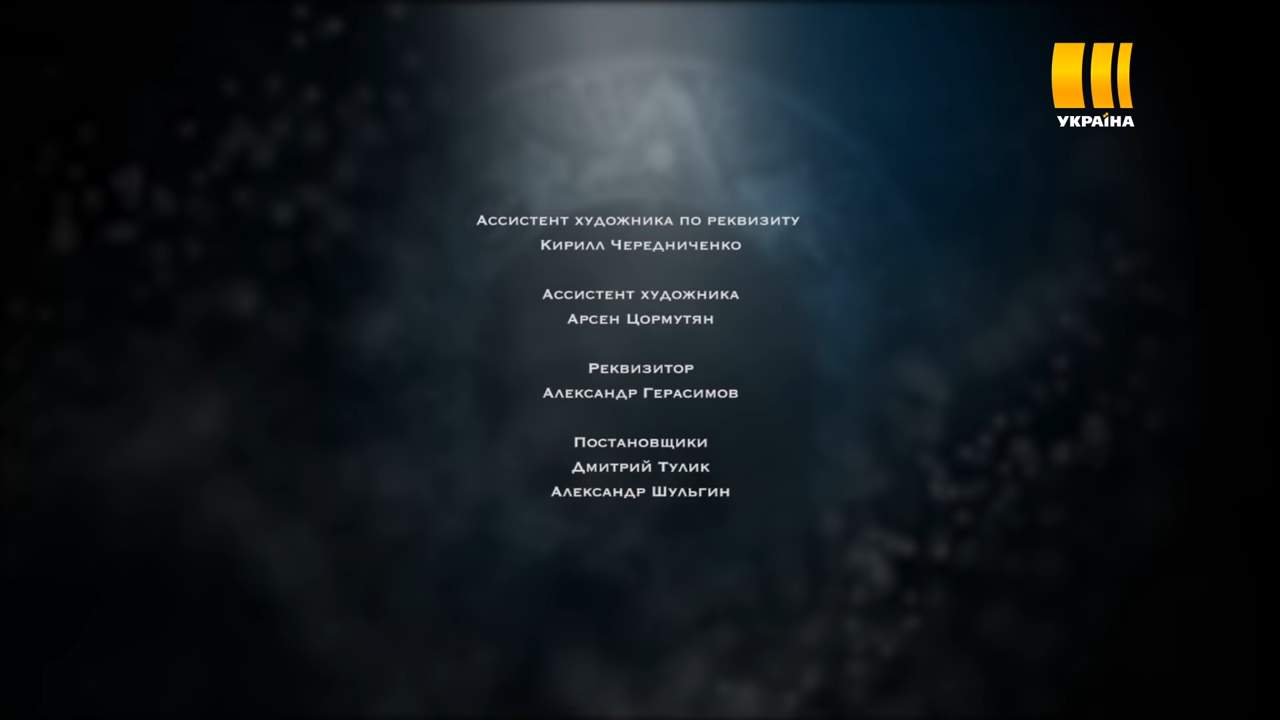 УКРАЇНА
Ассистент художника по реквизиту
Кирилл Чередниченко
Ассистент художника
Арсен Цормутян
Реквизитор
Александр Герасимов
Постановщики
Дмитрий Тулик
Александр Шульгин